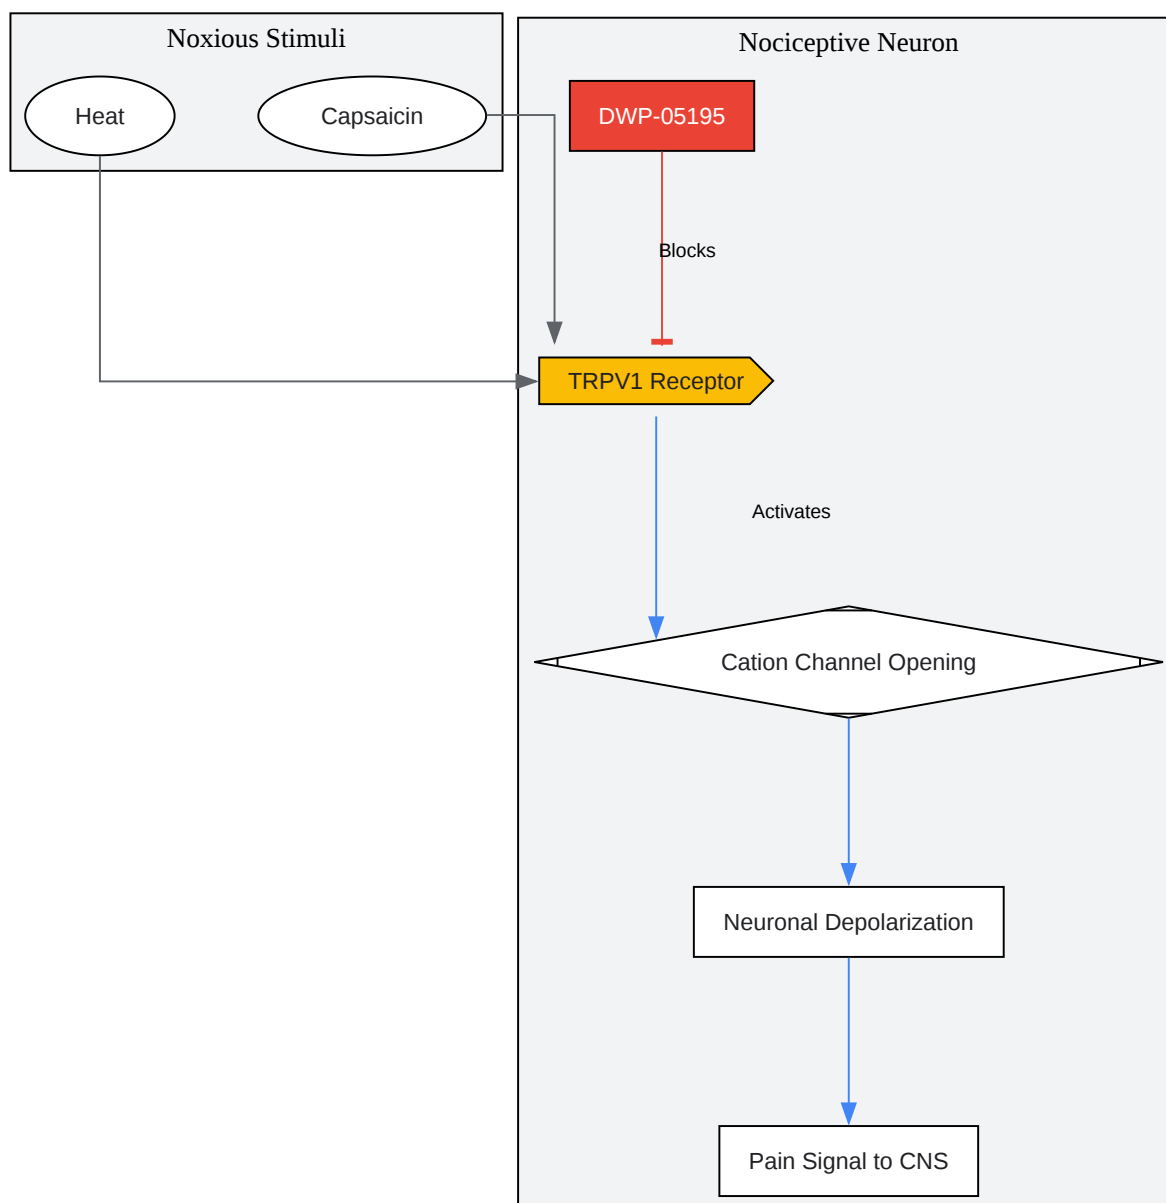 Noxious Stimuli
Heat
Capsaicin
Nociceptive Neuron
DWP-05195
Blocks
TRPV1 Receptor
Activates
Cation Channel Opening
Neuronal Depolarization
Pain Signal to CNS